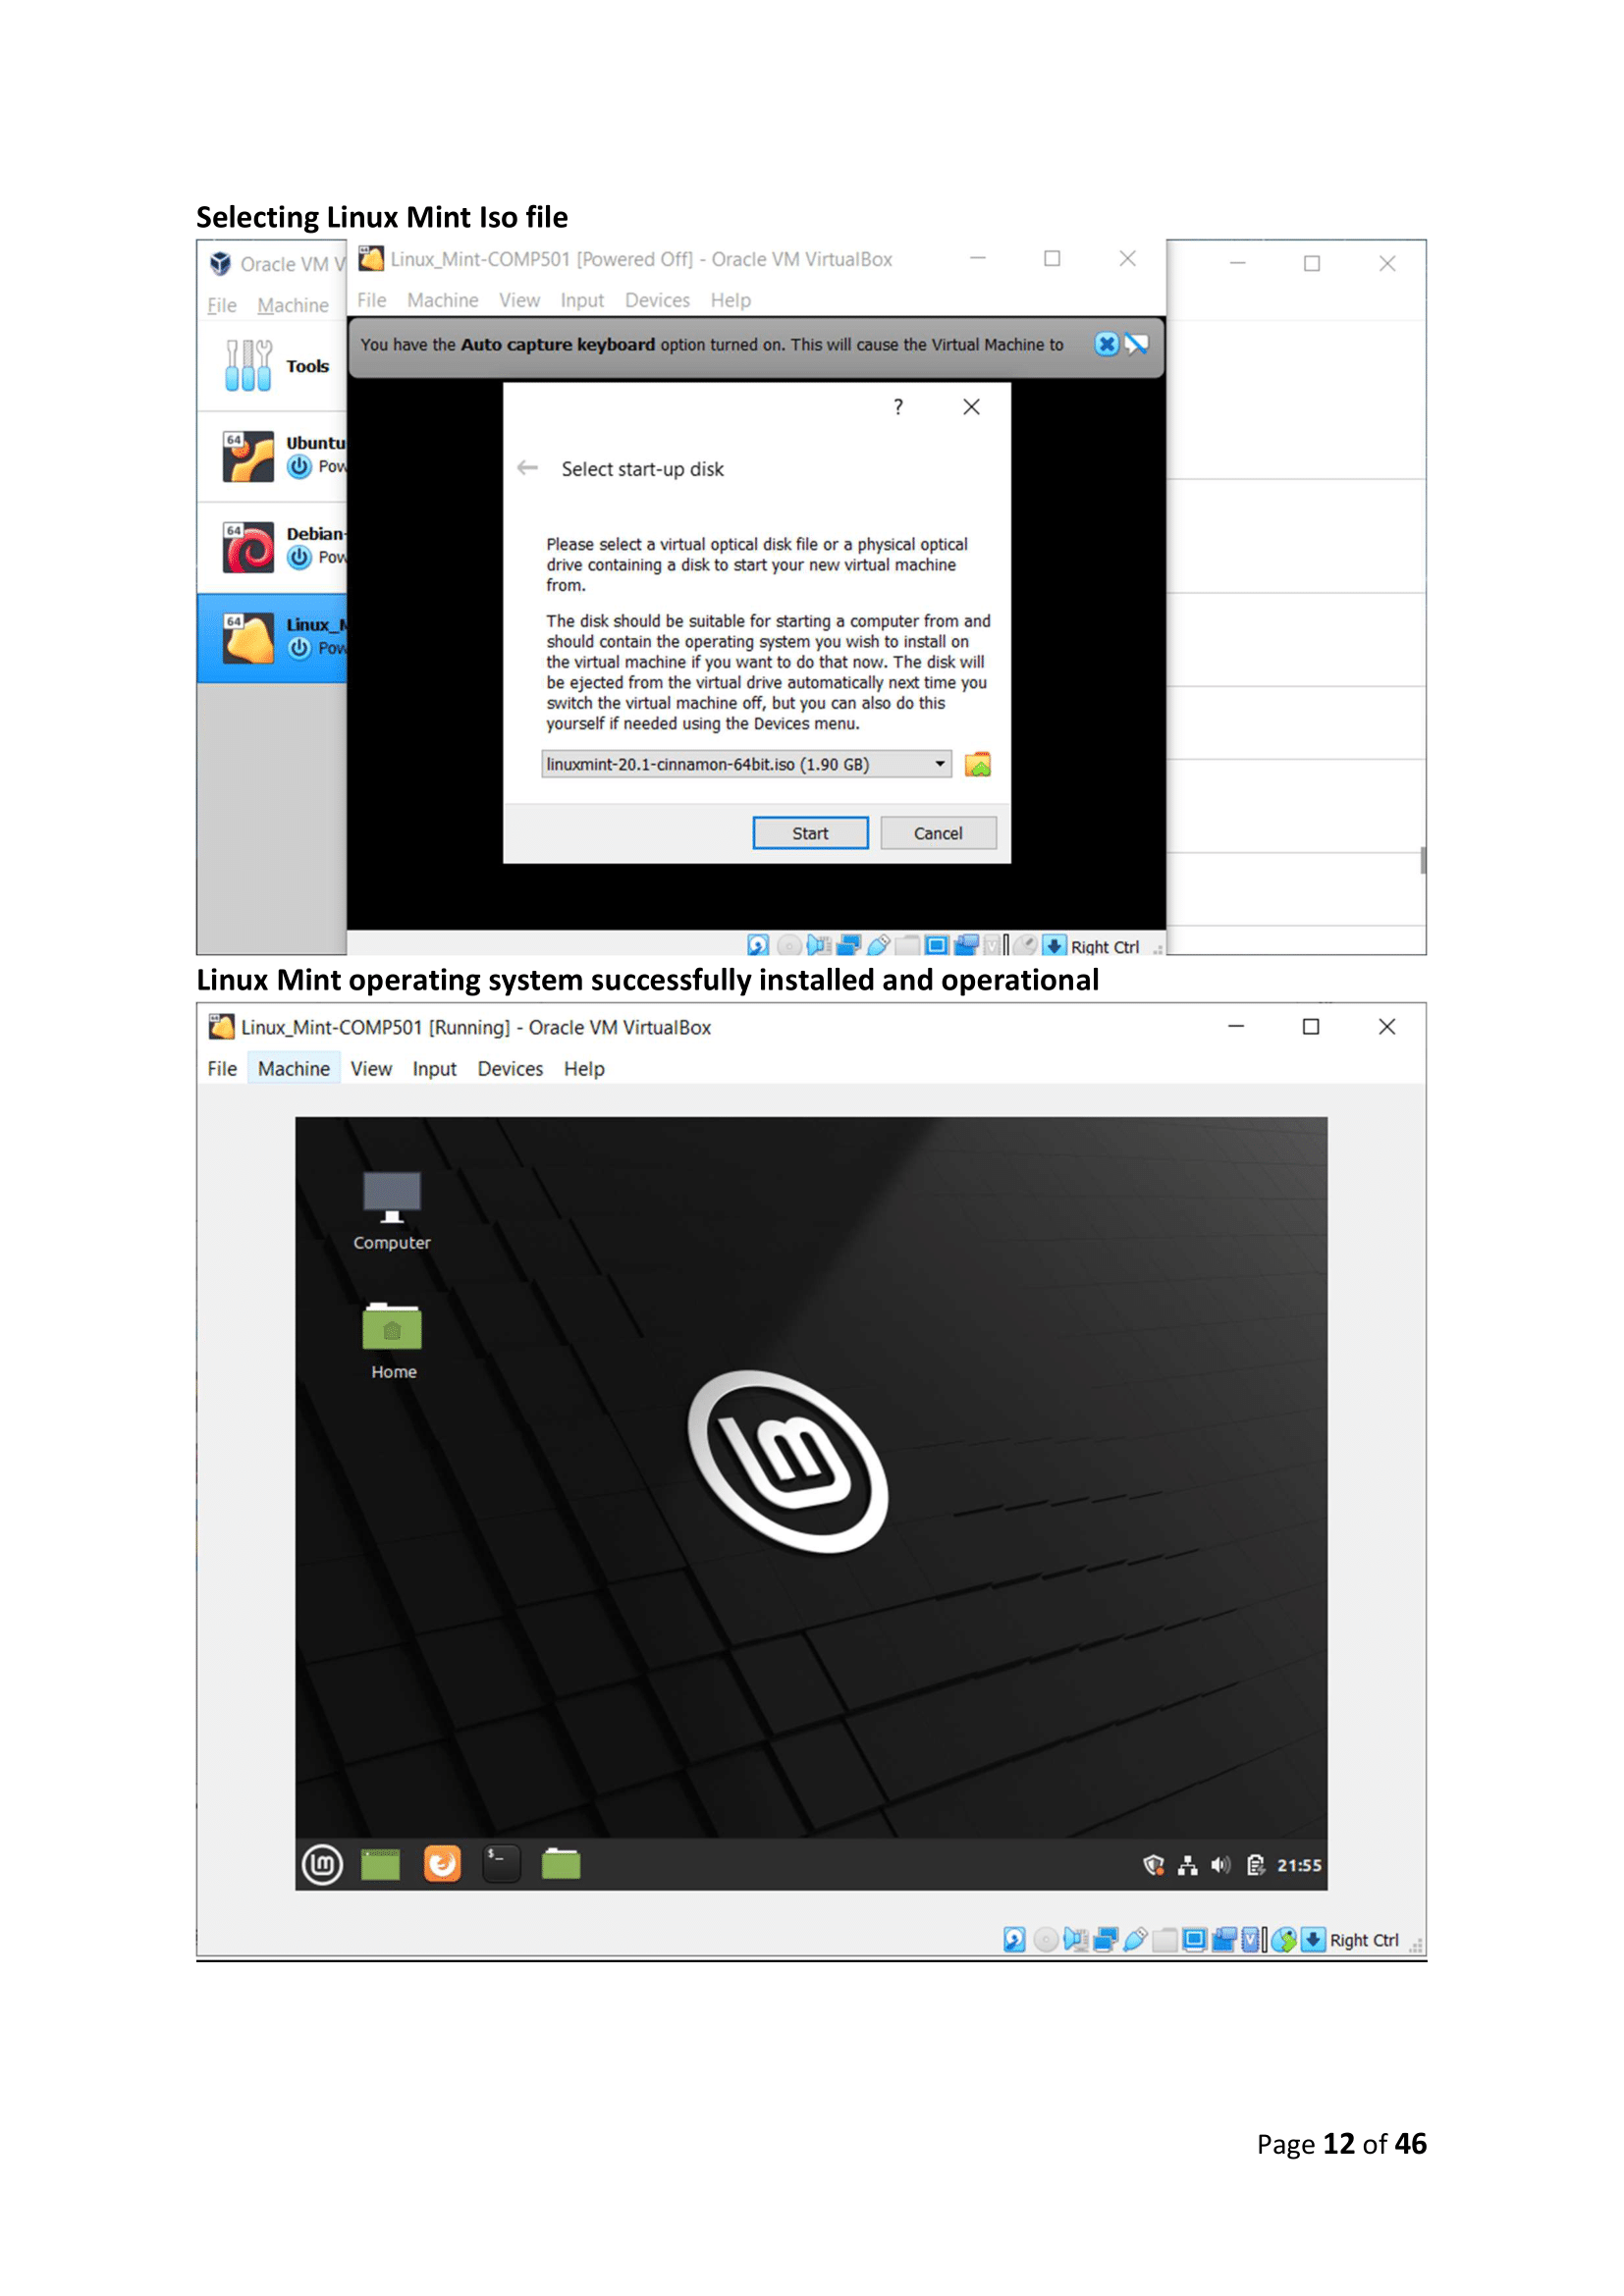 Selecting Linux Mint Iso file
Oracle VM V
File Machine
Tools
64
Ubuntu
Pow
64
Debian-
Pow
64
Linux_M
Pow
Linux_Mint-COMP501 [Powered Off] - Oracle VM VirtualBox
File Machine View Input Devices Help
You have the Auto capture keyboard option turned on. This will cause the Virtual Machine to
?
Select start-up disk
Please select a virtual optical disk file or a physical optical
drive containing a disk to start your new virtual machine
from.
The disk should be suitable for starting a computer from and
should contain the operating system you wish to install on
the virtual machine if you want to do that now. The disk will
be ejected from the virtual drive automatically next time you
switch the virtual machine off, but you can also do this
yourself if needed using the Devices menu.
linuxmint-20.1-cinnamon-64bit.iso (1.90 GB)
Start Cancel
Right Ctrl
Linux Mint operating system successfully installed and operational
Linux_Mint-COMP501 [Running] - Oracle VM VirtualBox
File Machine View Input Devices Help
Computer
Home
lm
$_
21:55
Right Ctrl
Page 12 of 46